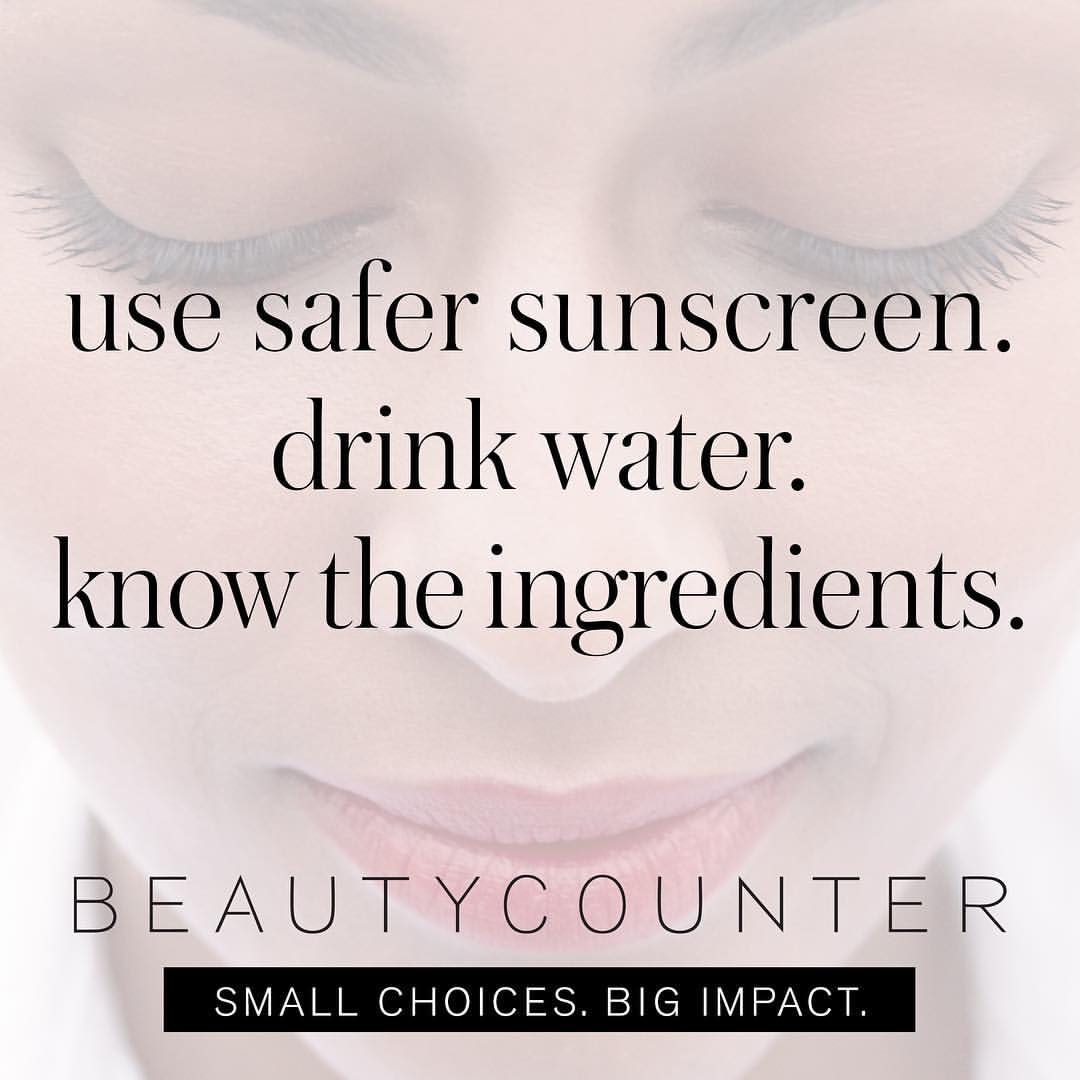 use safer sunscreen.
drink water.
know the ingredients.
BEAUTYCOUNTER
SMALL CHOICES. BIG IMPACT.